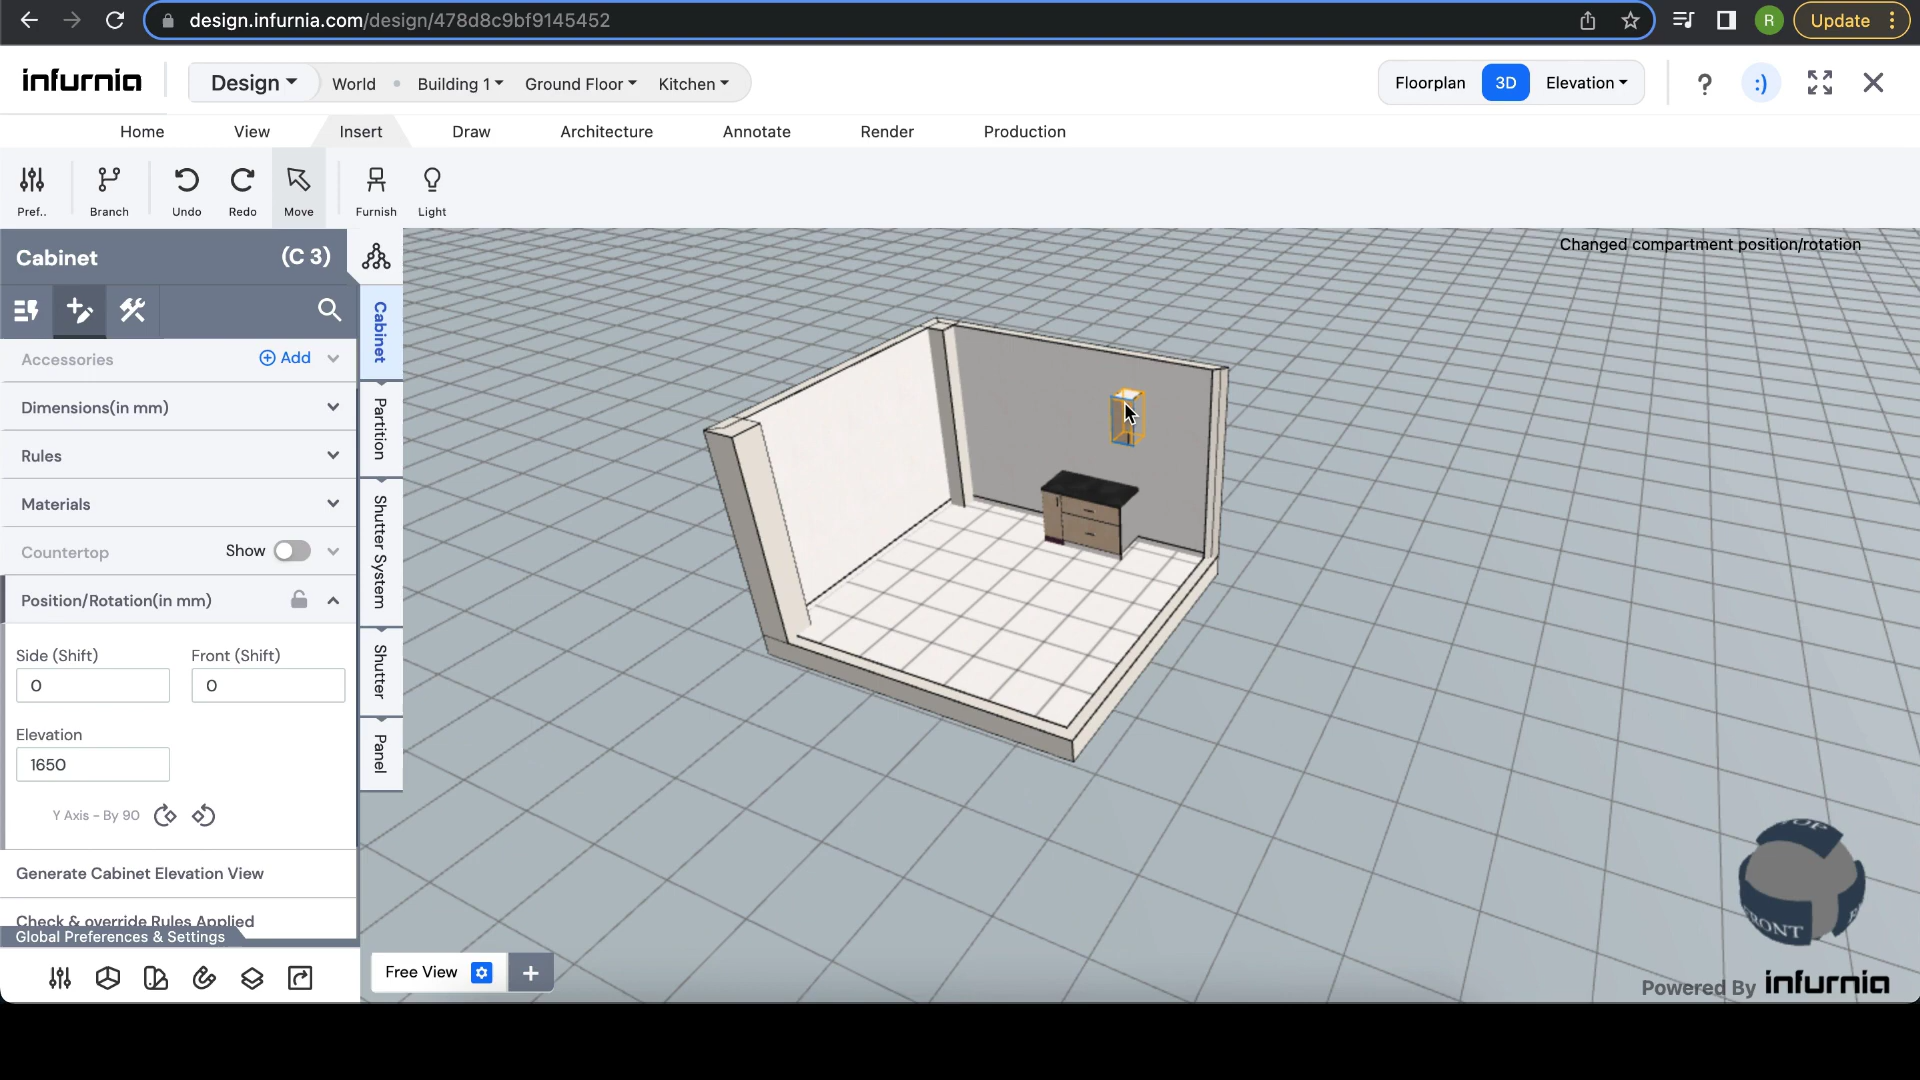 design.infurnia.com/design/478d8c9bf9145452
R
Update
infurnia
Design
World
Building 1
Ground Floor
Kitchen
Floorplan
3D
Elevation
?
:)
Home
View
Insert
Draw
Architecture
Annotate
Render
Production
Pref..
Branch
Undo
Redo
Move
Furnish
Light
Cabinet
(C 3)
Changed compartment position/rotation
Accessories
Add
Dimensions(in mm)
Rules
Materials
Countertop
Show
Position/Rotation(in mm)
Side (Shift)
Front (Shift)
0
0
Elevation
1650
Y Axis - By 90
Generate Cabinet Elevation View
Check & override Rules Applied
Global Preferences & Settings
Cabinet
Partition
Shutter System
Shutter
Panel
Free View
+
TOP
FRONT
Powered By infurnia